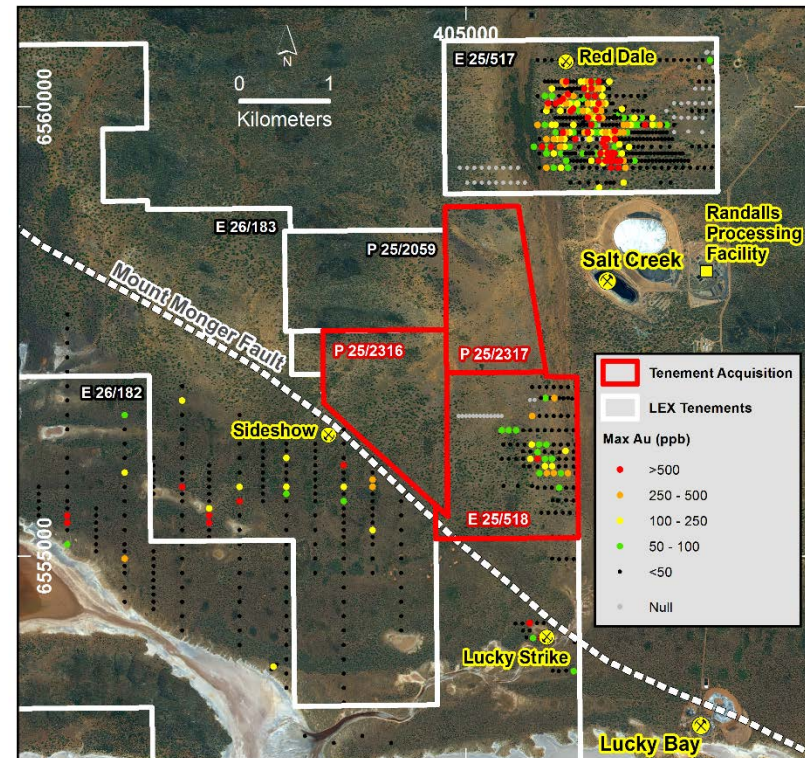 405000
6560000
6555000
N
0 1
Kilometers
E 25/517
Red Dale
E 26/183
P 25/2059
Randalls
Processing
Facility
Salt Creek
Mount Monger Fault
P 25/2316
P 25/2317
E 26/182
Sideshow
E 25/518
Lucky Strike
Lucky Bay
Tenement Acquisition
LEX Tenements
Max Au (ppb)
>500
250 - 500
100 - 250
50 - 100
<50
Null